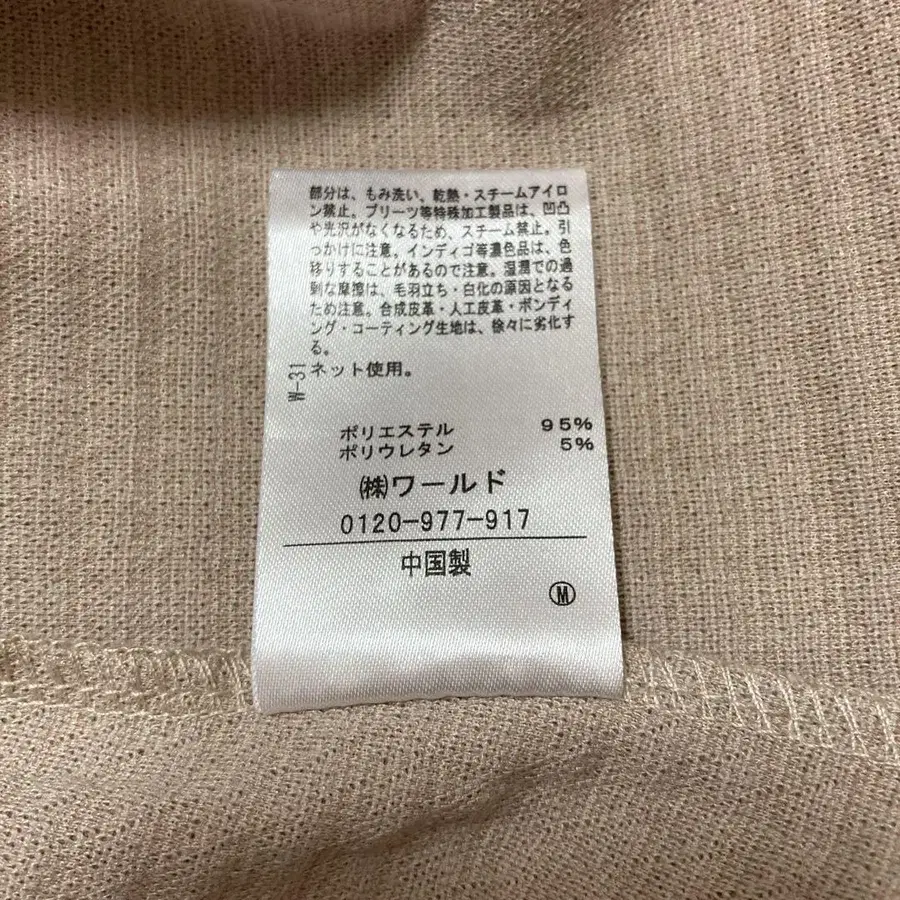 部分は、もみ洗い、乾熱・スチームアイロ
ン禁止。プリーツ等特殊加工製品は、凹凸
や光沢がなくなるため、スチーム禁止。引
っかけに注意。インディゴ等濃色品は、色
移りすることがあるので注意。湿潤での過
剰な摩擦は、毛羽立ち・白化の原因となる
ため注意。合成皮革・人工皮革・ボンディ
ング・コーティング生地は、徐々に劣化す
る。
ネット使用。
W-31
ポリエステル 95%
ポリウレタン 5%
㈱ワールド
0120-977-917
中国製
Ⓜ